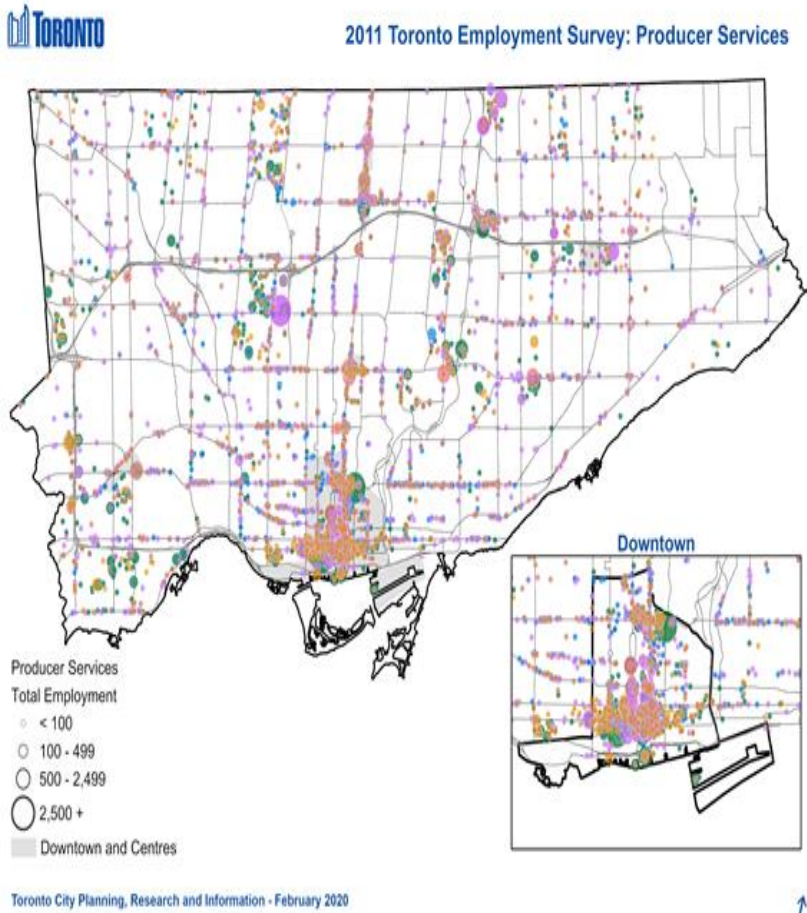 TORONTO
2011 Toronto Employment Survey: Producer Services
Downtown
Producer Services
Total Employment
< 100
100 - 499
500 - 2,499
2,500 +
Downtown and Centres
Toronto City Planning, Research and Information - February 2020